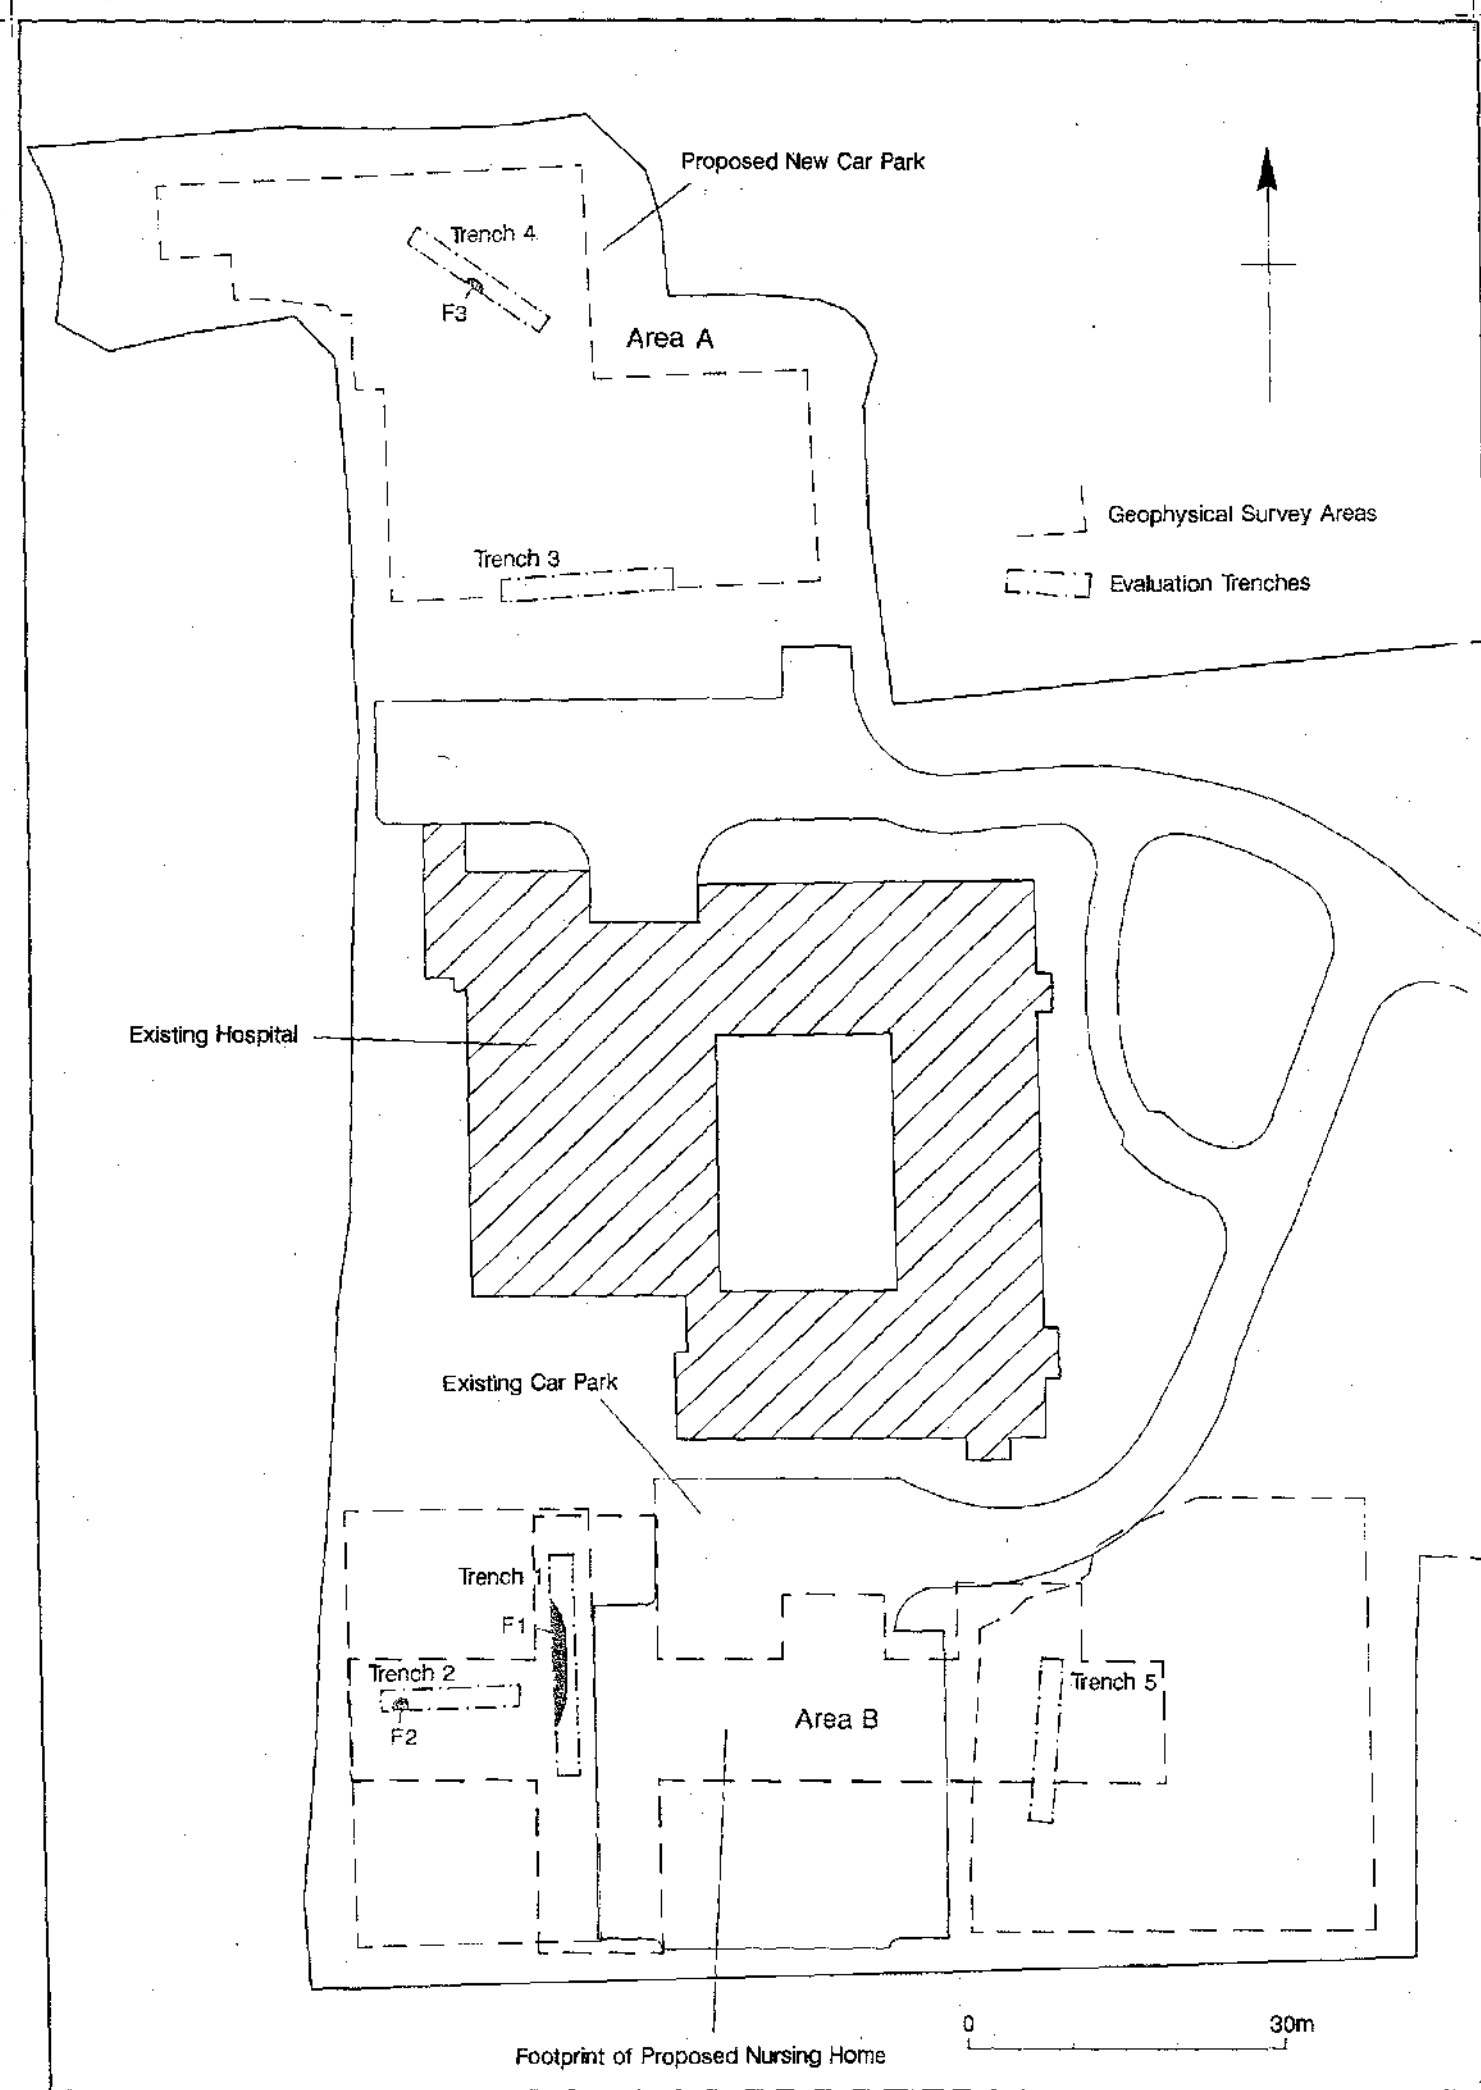 Proposed New Car Park
Trench 4
F3
Area A
Geophysical Survey Areas
Trench 3
Evaluation Trenches
Existing Hospital
Existing Car Park
Trench 1
F1
Trench 2
Trench 5
F2
Area B
0 30m
Footprint of Proposed Nursing Home